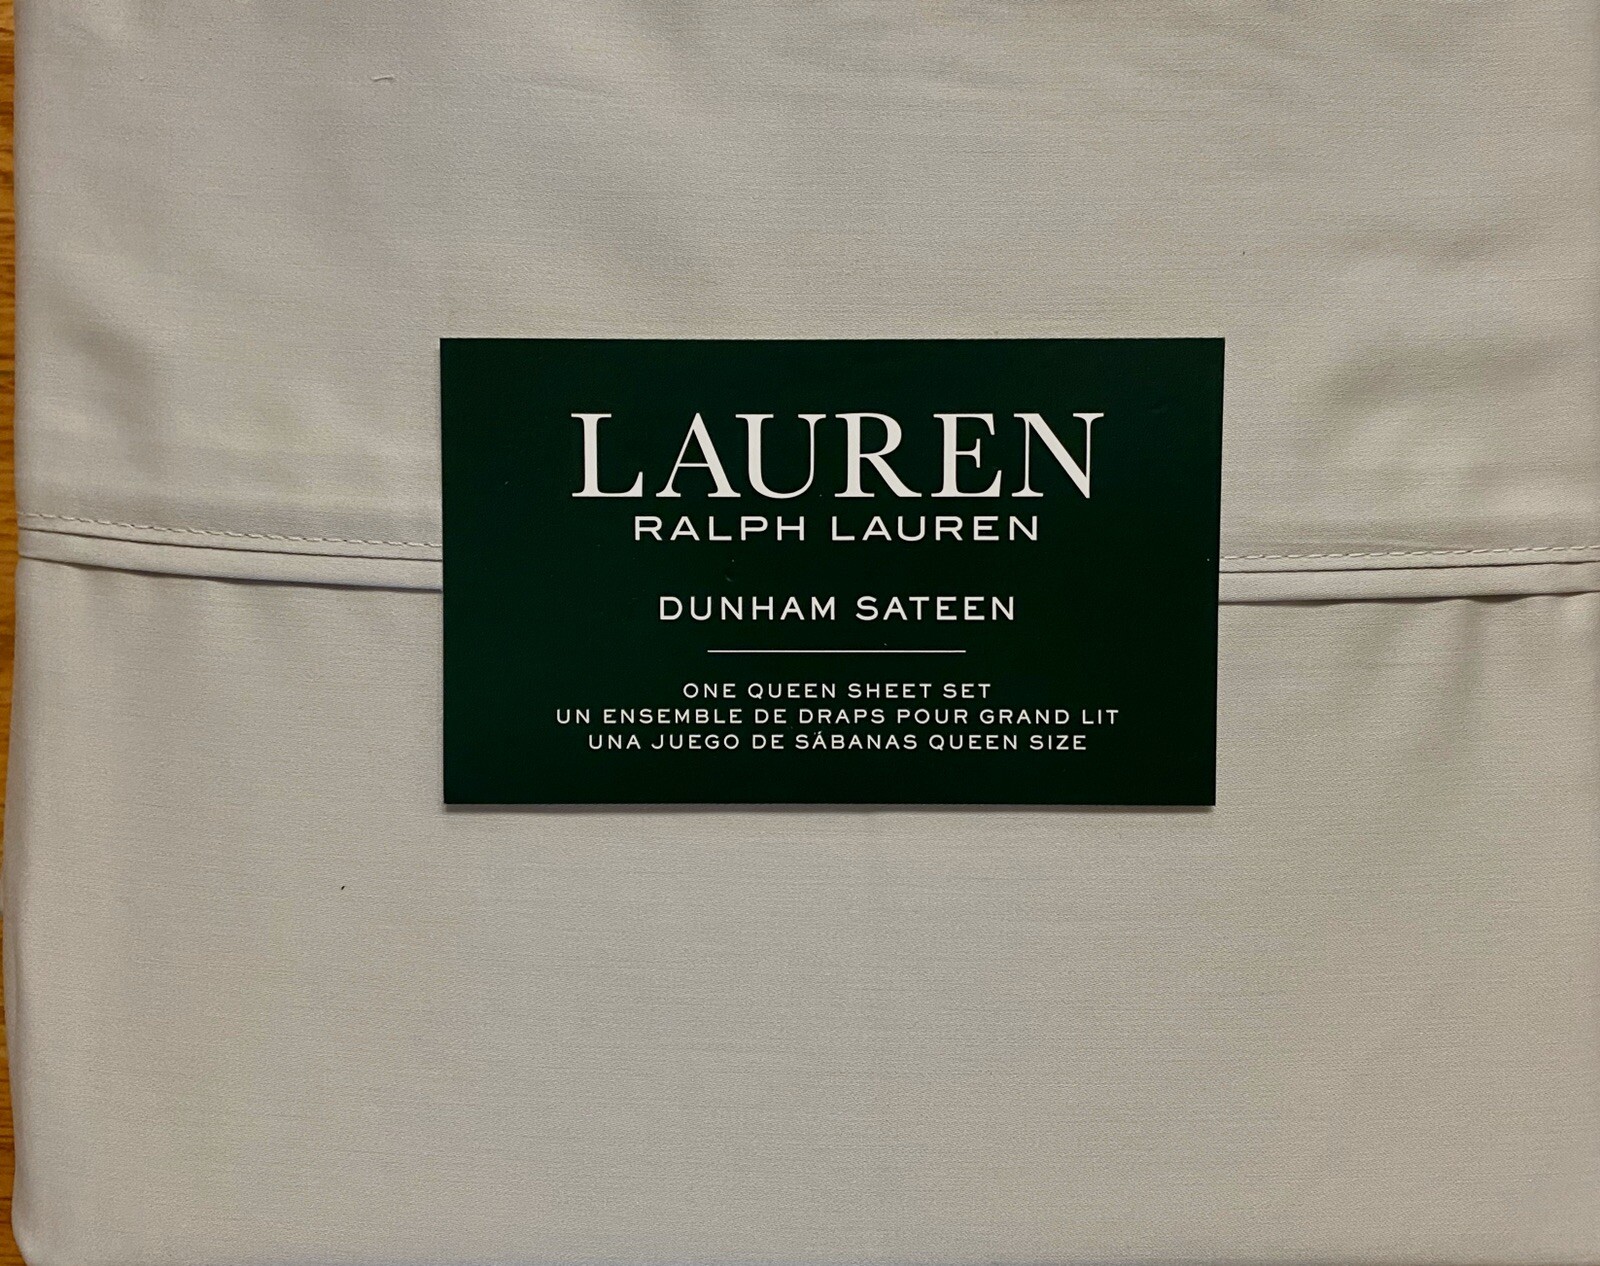 LAUREN
RALPH LAUREN
DUNHAM SATEEN
ONE QUEEN SHEET SET
UN ENSEMBLE DE DRAPS POUR GRAND LIT
UNA JUEGO DE SÁBANAS QUEEN SIZE